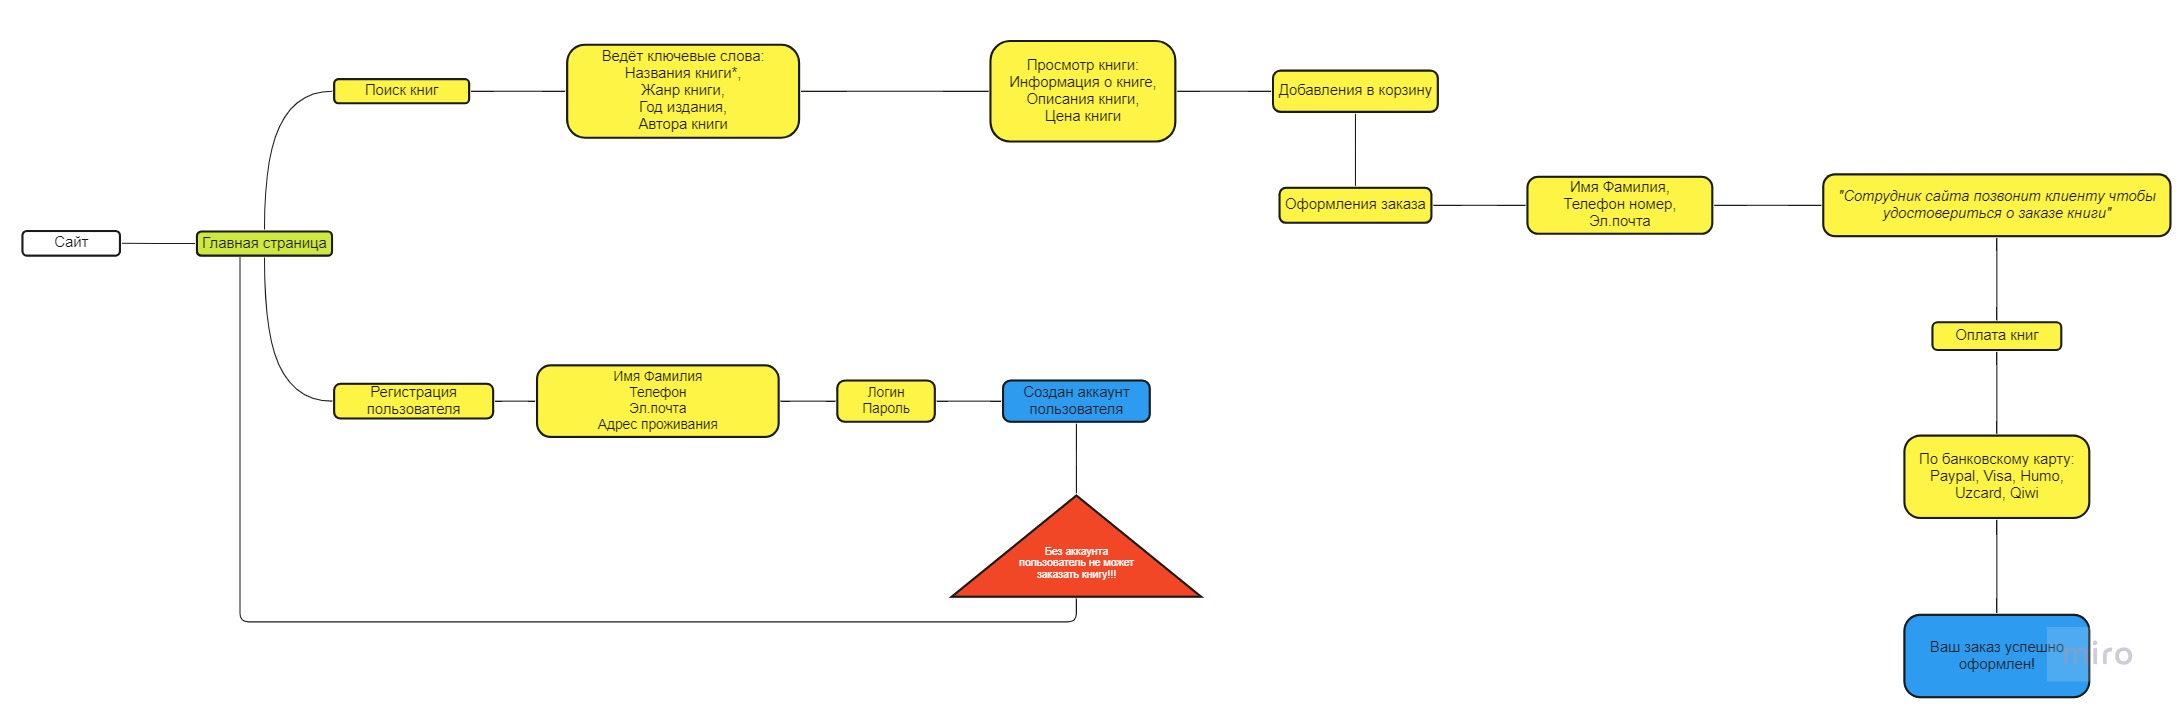 Сайт
Главная страница
Поиск книг
Ведёт ключевые слова:
Названия книги*,
Жанр книги,
Год издания,
Автора книги
Просмотр книги:
Информация о книге,
Описания книги,
Цена книги
Добавления в корзину
Оформления заказа
Имя Фамилия,
Телефон номер,
Эл.почта
"Сотрудник сайта позвонит клиенту чтобы
удостовериться о заказе книги"
Оплата книг
По банковскому карту:
Paypal, Visa, Humo,
Uzcard, Qiwi
Ваш заказ успешно
оформлен!
Регистрация
пользователя
Имя Фамилия
Телефон
Эл.почта
Адрес проживания
Логин
Пароль
Создан аккаунт
пользователя
Без аккаунта
пользователь не может
заказать книгу!!!
miro